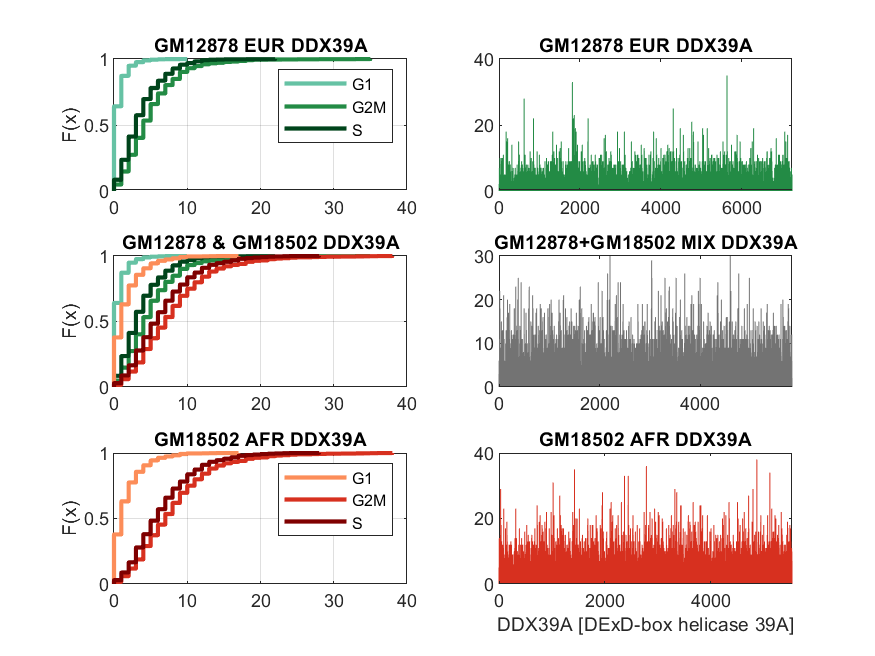 GM12878 EUR DDX39A
F(x)
1
0.5
0
0 10 20 30 40
G1
G2M
S
GM12878 EUR DDX39A
40
20
0
0 2000 4000 6000
GM12878 & GM18502 DDX39A
F(x)
1
0.5
0
0 10 20 30 40
GM12878+GM18502 MIX DDX39A
30
20
10
0
0 2000 4000
GM18502 AFR DDX39A
F(x)
1
0.5
0
0 10 20 30 40
G1
G2M
S
GM18502 AFR DDX39A
40
20
0
0 2000 4000
DDX39A [DExD-box helicase 39A]